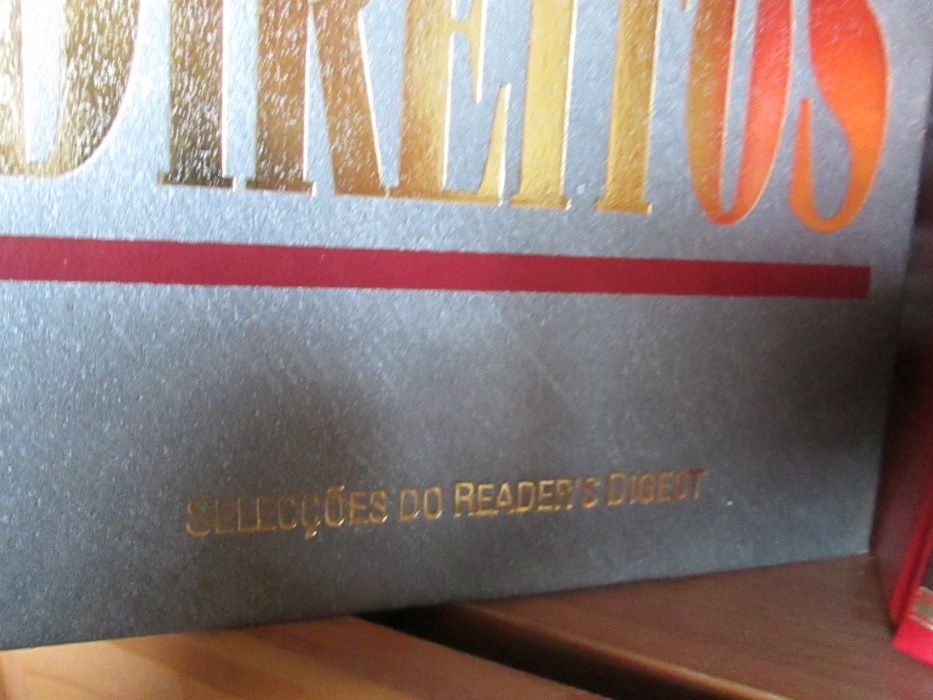 DIREITOS
SELECÇÕES DO READER'S DIGEST